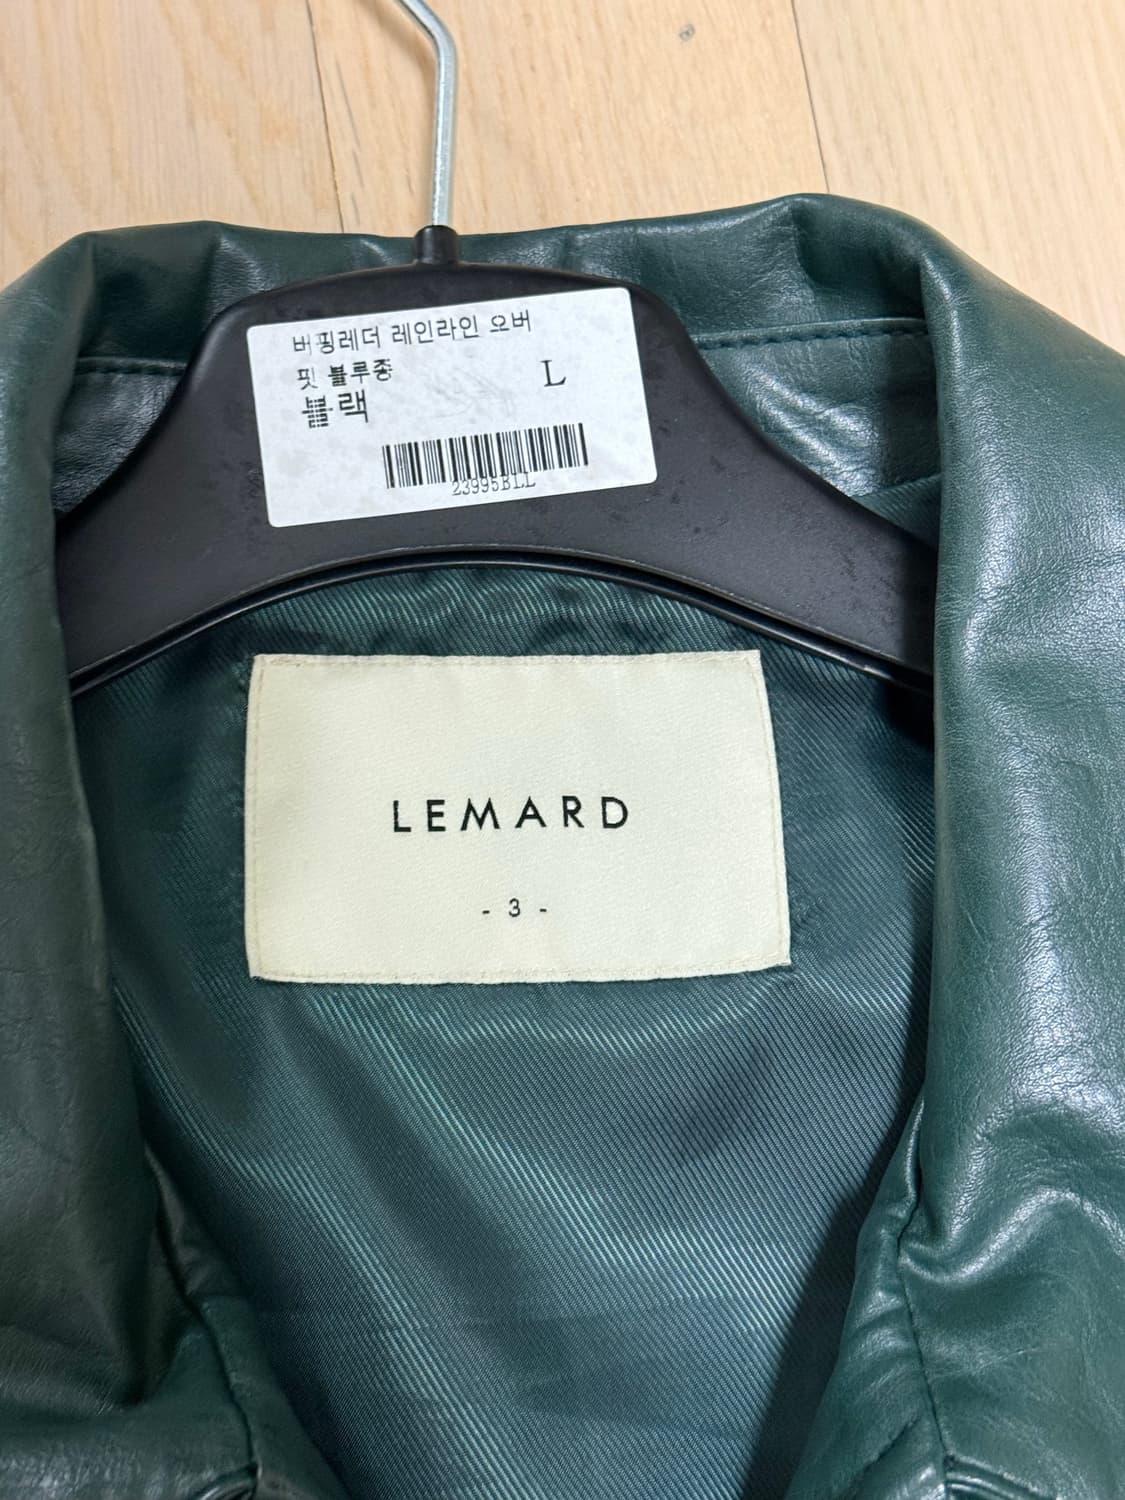 버핑레더 레인라인 오버
핏 블루종
L
블랙
23995BLL
LEMARD
- 3 -